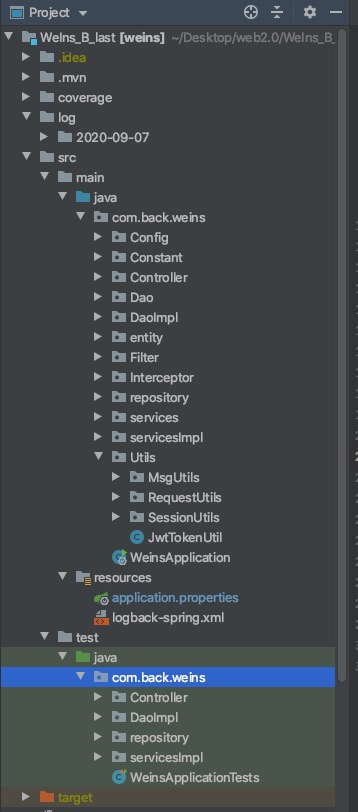 Project
WeIns_B_last [weins] ~/Desktop/web2.0/WeIns_B_
.idea
.mvn
coverage
log
2020-09-07
src
main
java
com.back.weins
Config
Constant
Controller
Dao
DaoImpl
entity
Filter
Interceptor
repository
services
servicesImpl
Utils
MsgUtils
RequestUtils
SessionUtils
JwtTokenUtil
WeinsApplication
resources
application.properties
logback-spring.xml
test
java
com.back.weins
Controller
DaoImpl
repository
servicesImpl
WeinsApplicationTests
target